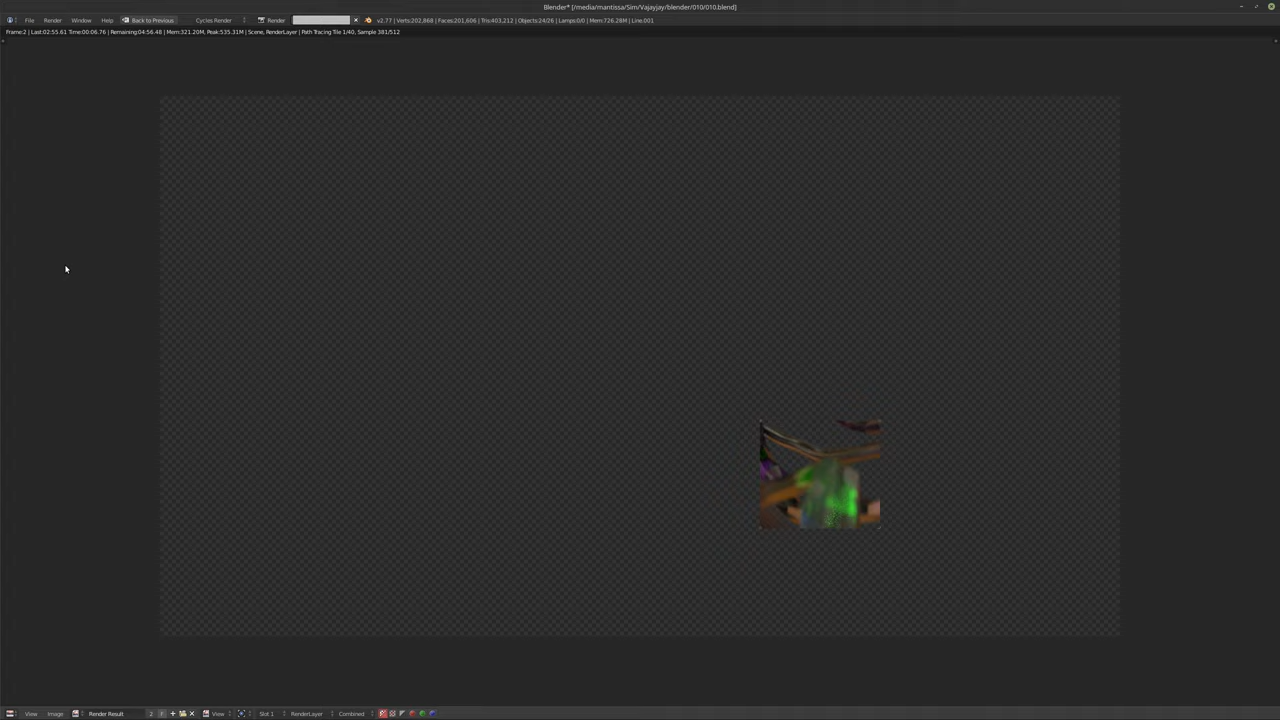 Blender* [/media/mantissa/Sim/Vajayjay/blender/010/010.blend]
File Render Window Help Back to Previous Cycles Render Render v2.77 | Verts:202,868 | Faces:201,606 | Tris:403,212 | Objects:24/26 | Lamps:0/0 | Mem:726.28M | Line.001
Frame:2 | Last:02:55.61 Time:00:06.76 | Remaining:04:56.48 | Mem:321.20M, Peak:535.31M | Scene, RenderLayer | Path Tracing Tile 1/40, Sample 381/512
View Image Render Result 2 F View Slot 1 RenderLayer Combined